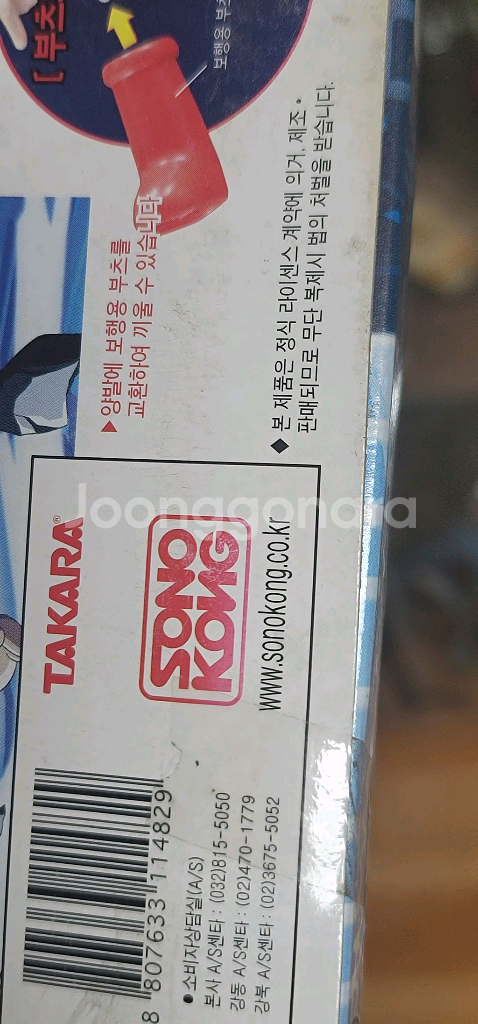 [부츠
보행용 부츠
▶양발에 보행용 부츠를
교환하여 끼울 수 있습니다
◆ 본 제품은 정식 라이센스 계약에 의거, 제조 •
판매되므로 무단 복제시 법의 처벌을 받습니다.
TAKARA®
SONO
KONG
www.sonokong.co.kr
8 807633 114829
•소비자상담실(A/S)
본사 A/S센타 : (032)815-5050
강동 A/S센타 : (02)470-1779
강북 A/S센타 : (02)3675-5052
Joonggonara